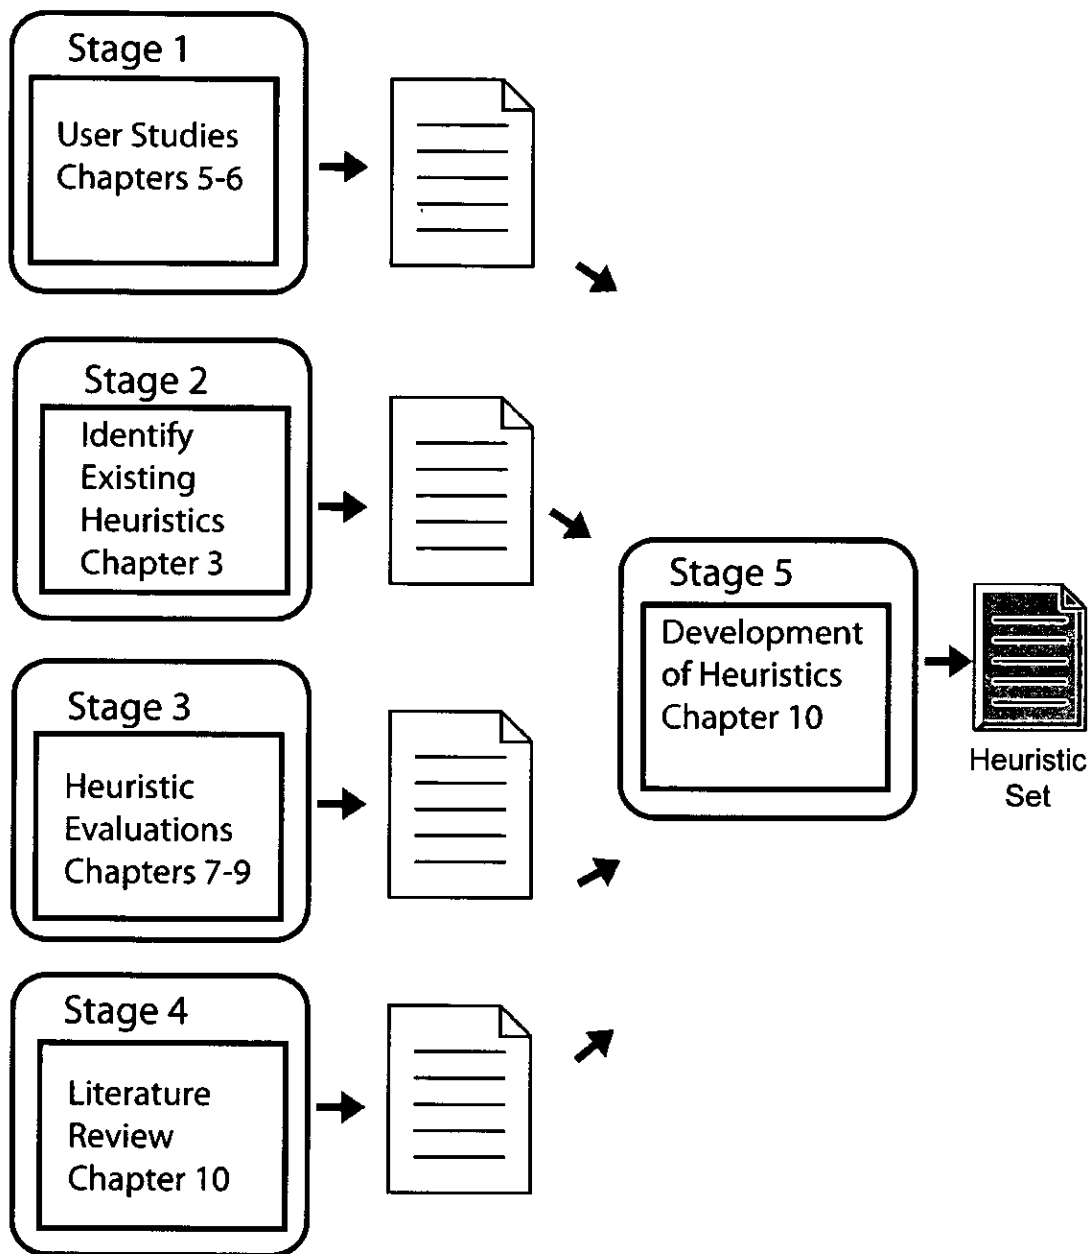 Stage 1
User Studies
Chapters 5-6
Stage 2
Identify
Existing
Heuristics
Chapter 3
Stage 3
Heuristic
Evaluations
Chapters 7-9
Stage 4
Literature
Review
Chapter 10
Stage 5
Development
of Heuristics
Chapter 10
Heuristic
Set